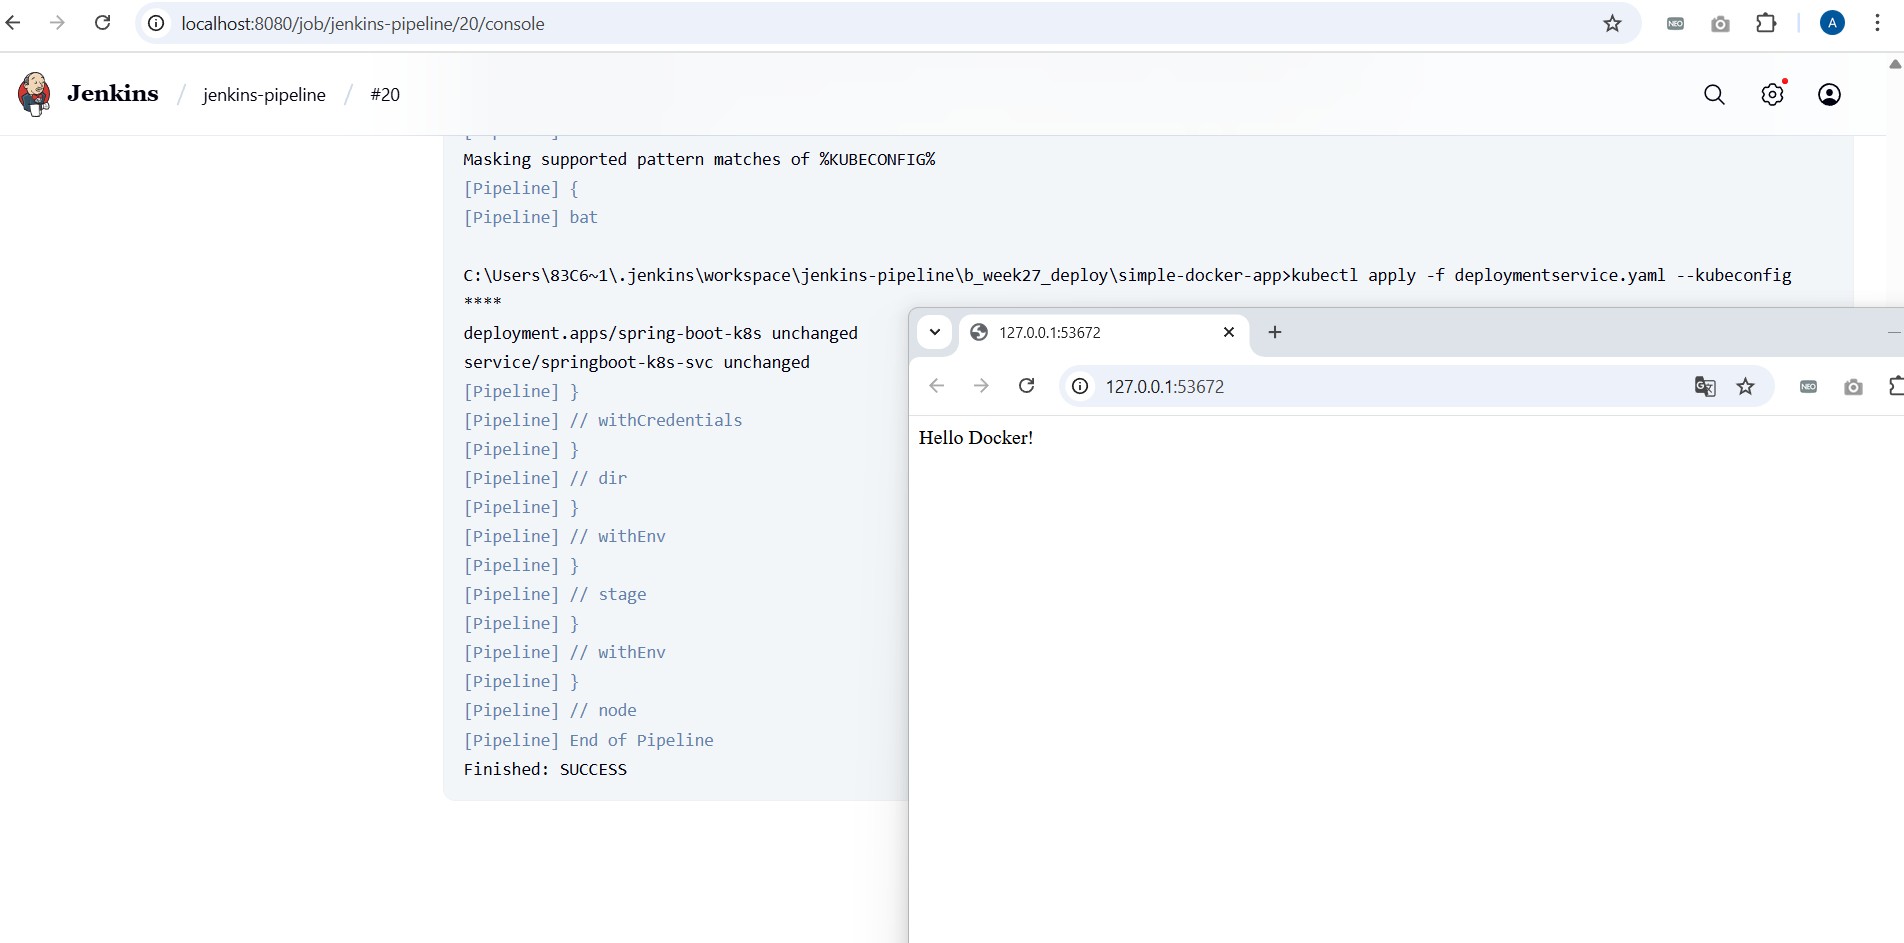 localhost:8080/job/jenkins-pipeline/20/console
NEO
A
Jenkins / jenkins-pipeline / #20
Masking supported pattern matches of %KUBECONFIG%
[Pipeline] {
[Pipeline] bat
C:\Users\83C6~1\.jenkins\workspace\jenkins-pipeline\b_week27_deploy\simple-docker-app>kubectl apply -f deploymentservice.yaml --kubeconfig
****
deployment.apps/spring-boot-k8s unchanged
service/springboot-k8s-svc unchanged
[Pipeline] }
[Pipeline] // withCredentials
[Pipeline] }
[Pipeline] // dir
[Pipeline] }
[Pipeline] // withEnv
[Pipeline] }
[Pipeline] // stage
[Pipeline] }
[Pipeline] // withEnv
[Pipeline] }
[Pipeline] // node
[Pipeline] End of Pipeline
Finished: SUCCESS
127.0.0.1:53672
127.0.0.1:53672
NEO
Hello Docker!